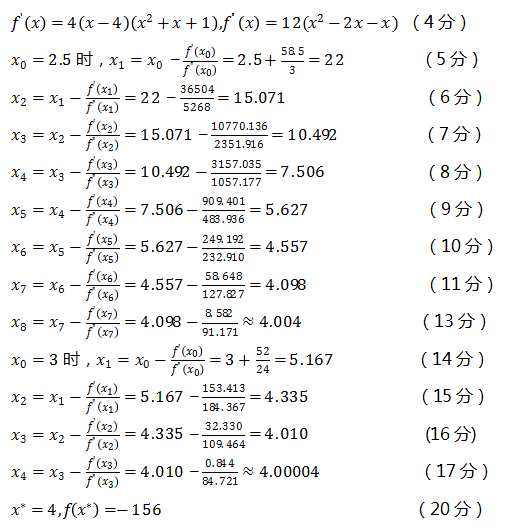 f′(x) = 4(x−4)(x²+x+1), f″(x) = 12(x²−2x−x) （4分）
x₀ = 2.5 时，x₁ = x₀ − f′(x₀)/f″(x₀) = 2.5 + 58.5/3 = 22 （5分）
x₂ = x₁ − f′(x₁)/f″(x₁) = 22 − 36504/5268 = 15.071 （6分）
x₃ = x₂ − f′(x₂)/f″(x₂) = 15.071 − 10770.136/2351.916 = 10.492 （7分）
x₄ = x₃ − f′(x₃)/f″(x₃) = 10.492 − 3157.035/1057.177 = 7.506 （8分）
x₅ = x₄ − f′(x₄)/f″(x₄) = 7.506 − 909.401/483.936 = 5.627 （9分）
x₆ = x₅ − f′(x₅)/f″(x₅) = 5.627 − 249.192/232.910 = 4.557 （10分）
x₇ = x₆ − f′(x₆)/f″(x₆) = 4.557 − 58.648/127.827 = 4.098 （11分）
x₈ = x₇ − f′(x₇)/f″(x₇) = 4.098 − 8.582/91.171 ≈ 4.004 （13分）
x₀ = 3 时，x₁ = x₀ − f′(x₀)/f″(x₀) = 3 + 52/24 = 5.167 （14分）
x₂ = x₁ − f′(x₁)/f″(x₁) = 5.167 − 153.413/184.367 = 4.335 （15分）
x₃ = x₂ − f′(x₂)/f″(x₂) = 4.335 − 32.330/109.464 = 4.010 (16分)
x₄ = x₃ − f′(x₃)/f″(x₃) = 4.010 − 0.844/84.721 ≈ 4.00004 （17分）
x* = 4, f(x*) = −156 （20分）